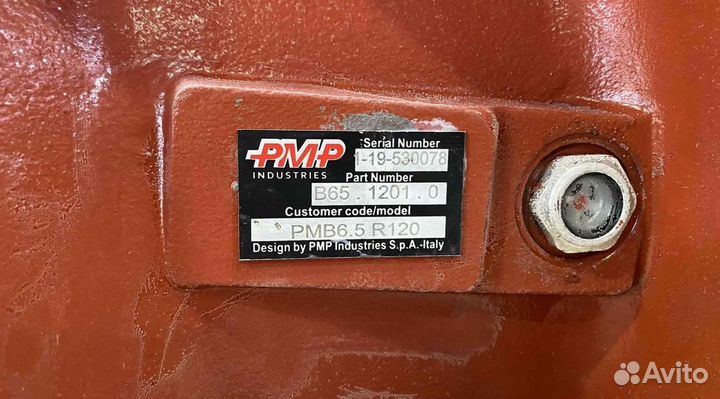 PMP
INDUSTRIES
Serial Number
1-19-530078
Part Number
B65 . 1201 . 0
Customer code/model
PMB6.5 R120
Design by PMP Industries S.p.A.-Italy
Avito